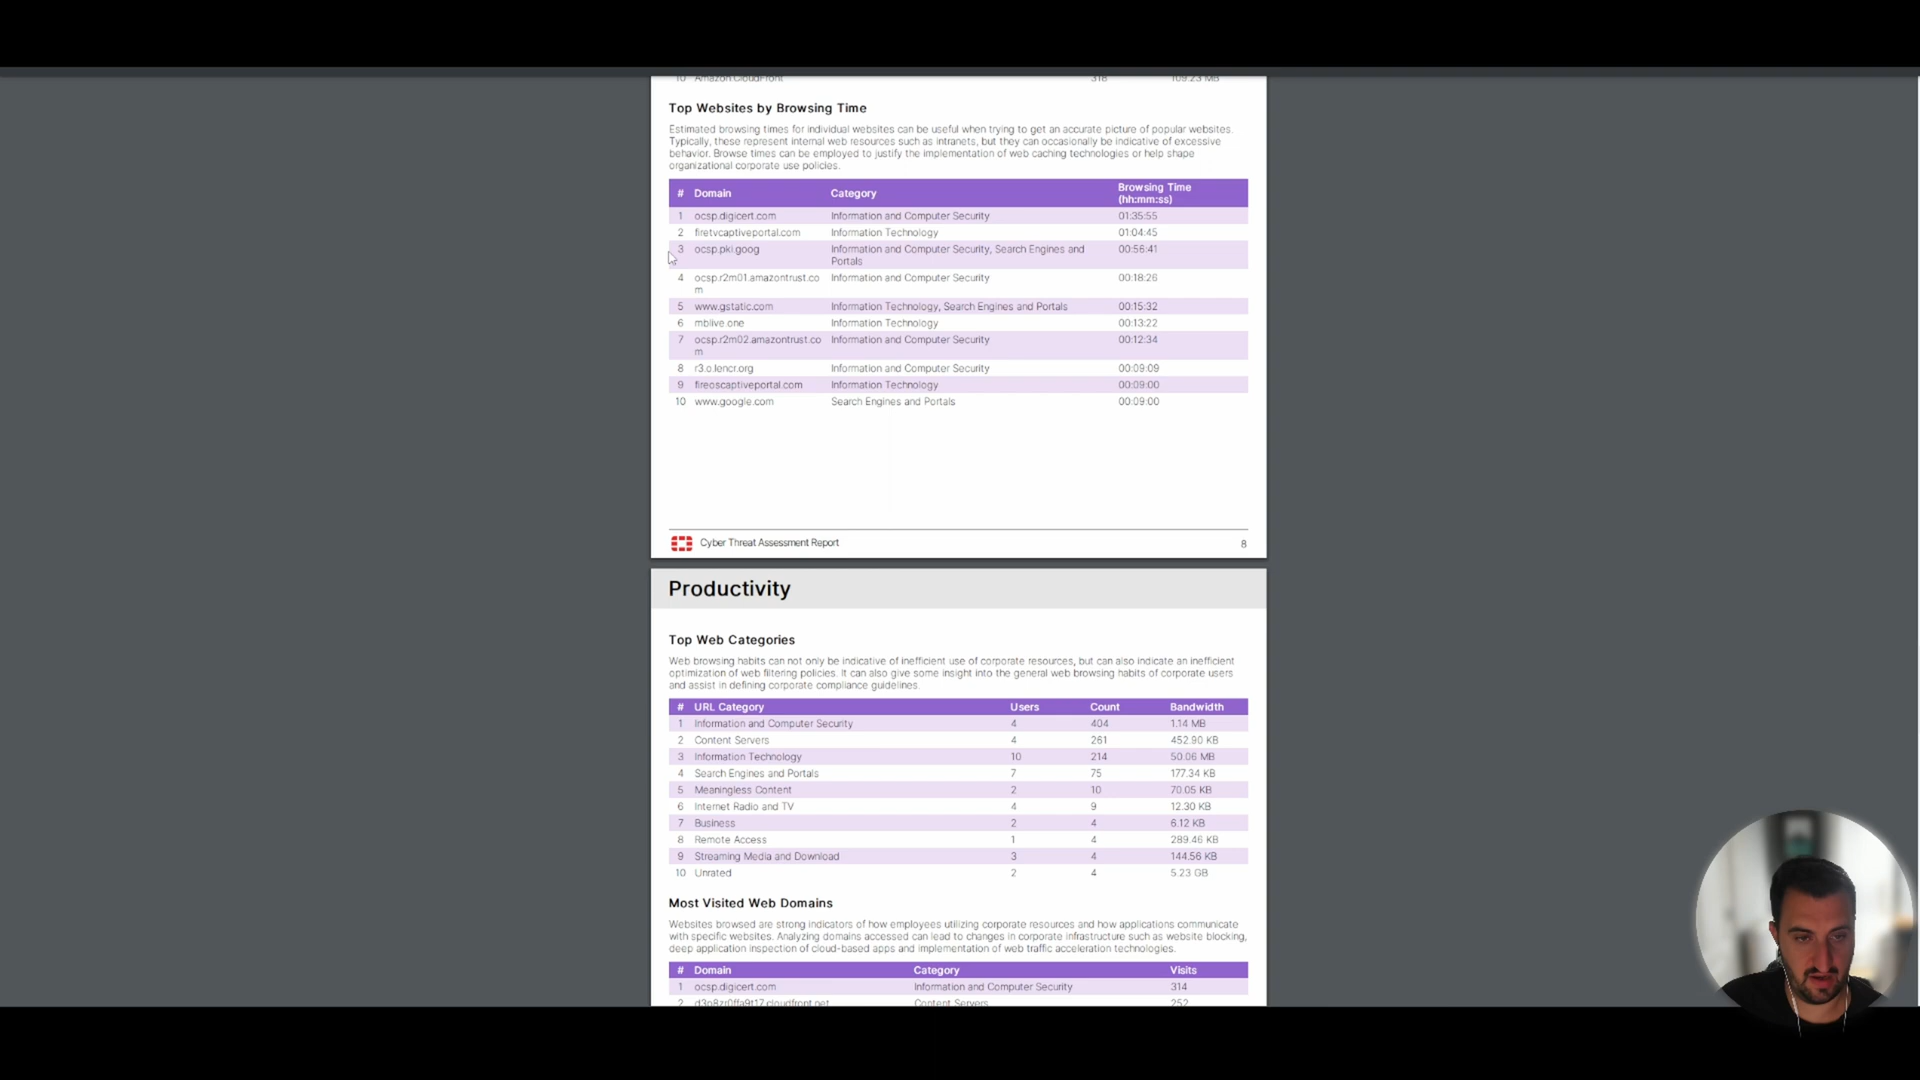 10 Amazon.CloudFront 318 109.23 MB
Top Websites by Browsing Time
Estimated browsing times for individual websites can be useful when trying to get an accurate picture of popular websites.
Typically, these represent internal web resources such as intranets, but they can occasionally be indicative of excessive
behavior. Browse times can be employed to justify the implementation of web caching technologies or help shape
organizational corporate use policies.
# Domain Category Browsing Time
(hh:mm:ss)
1 ocsp.digicert.com Information and Computer Security 01:35:55
2 firetvcaptiveportal.com Information Technology 01:04:45
3 ocsp.pki.goog Information and Computer Security, Search Engines and 00:56:41
Portals
4 ocsp.r2m01.amazontrust.co Information and Computer Security 00:18:26
m
5 www.gstatic.com Information Technology, Search Engines and Portals 00:15:32
6 mblive.one Information Technology 00:13:22
7 ocsp.r2m02.amazontrust.co Information and Computer Security 00:12:34
m
8 r3.o.lencr.org Information and Computer Security 00:09:09
9 fireoscaptiveportal.com Information Technology 00:09:00
10 www.google.com Search Engines and Portals 00:09:00
Cyber Threat Assessment Report 8
Productivity
Top Web Categories
Web browsing habits can not only be indicative of inefficient use of corporate resources, but can also indicate an inefficient
optimization of web filtering policies. It can also give some insight into the general web browsing habits of corporate users
and assist in defining corporate compliance guidelines.
# URL Category Users Count Bandwidth
1 Information and Computer Security 4 404 1.14 MB
2 Content Servers 4 261 452.90 KB
3 Information Technology 10 214 50.06 MB
4 Search Engines and Portals 7 75 177.34 KB
5 Meaningless Content 2 10 70.05 KB
6 Internet Radio and TV 4 9 12.30 KB
7 Business 2 4 6.12 KB
8 Remote Access 1 4 289.46 KB
9 Streaming Media and Download 3 4 144.56 KB
10 Unrated 2 4 5.23 GB
Most Visited Web Domains
Websites browsed are strong indicators of how employees utilizing corporate resources and how applications communicate
with specific websites. Analyzing domains accessed can lead to changes in corporate infrastructure such as website blocking,
deep application inspection of cloud-based apps and implementation of web traffic acceleration technologies.
# Domain Category Visits
1 ocsp.digicert.com Information and Computer Security 314
2 Content Servers 252